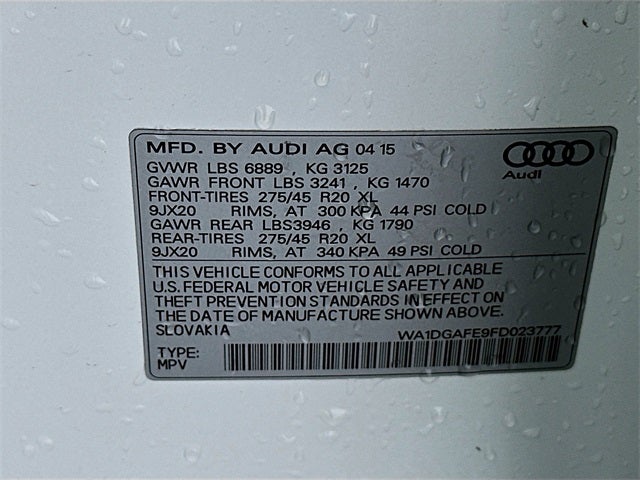 MFD. BY AUDI AG 04 15
GVWR LBS 6889 , KG 3125
GAWR FRONT LBS 3241 , KG 1470
FRONT-TIRES 275/45 R20 XL
9JX20 RIMS, AT 300 KPA 44 PSI COLD
GAWR REAR LBS3946 , KG 1790
REAR-TIRES 275/45 R20 XL
9JX20 RIMS, AT 340 KPA 49 PSI COLD
Audi
THIS VEHICLE CONFORMS TO ALL APPLICABLE
U.S. FEDERAL MOTOR VEHICLE SAFETY AND
THEFT PREVENTION STANDARDS IN EFFECT ON
THE DATE OF MANUFACTURE SHOWN ABOVE.
SLOVAKIA WA1DGAFE9FD023777
TYPE:
MPV